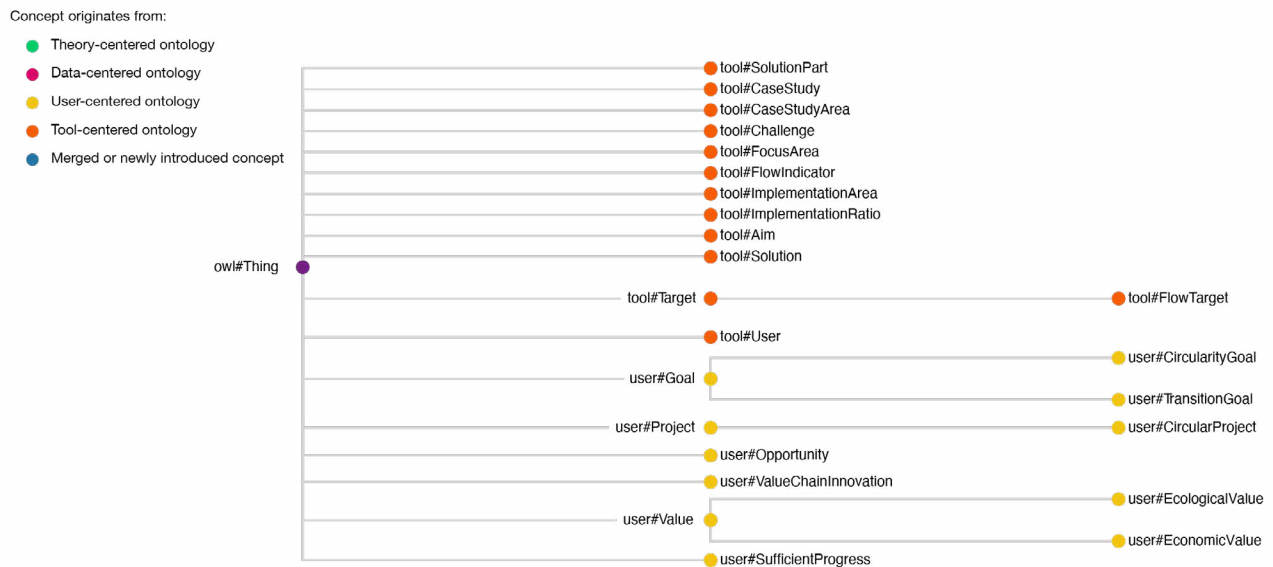 Concept originates from:
Theory-centered ontology
Data-centered ontology
User-centered ontology
Tool-centered ontology
Merged or newly introduced concept
tool#SolutionPart
tool#CaseStudy
tool#CaseStudyArea
tool#Challenge
tool#FocusArea
tool#FlowIndicator
tool#ImplementationArea
tool#ImplementationRatio
tool#Aim
tool#Solution
owl#Thing
tool#Target
tool#FlowTarget
tool#User
user#CircularityGoal
user#Goal
user#TransitionGoal
user#Project
user#CircularProject
user#Opportunity
user#ValueChainInnovation
user#EcologicalValue
user#Value
user#EconomicValue
user#SufficientProgress